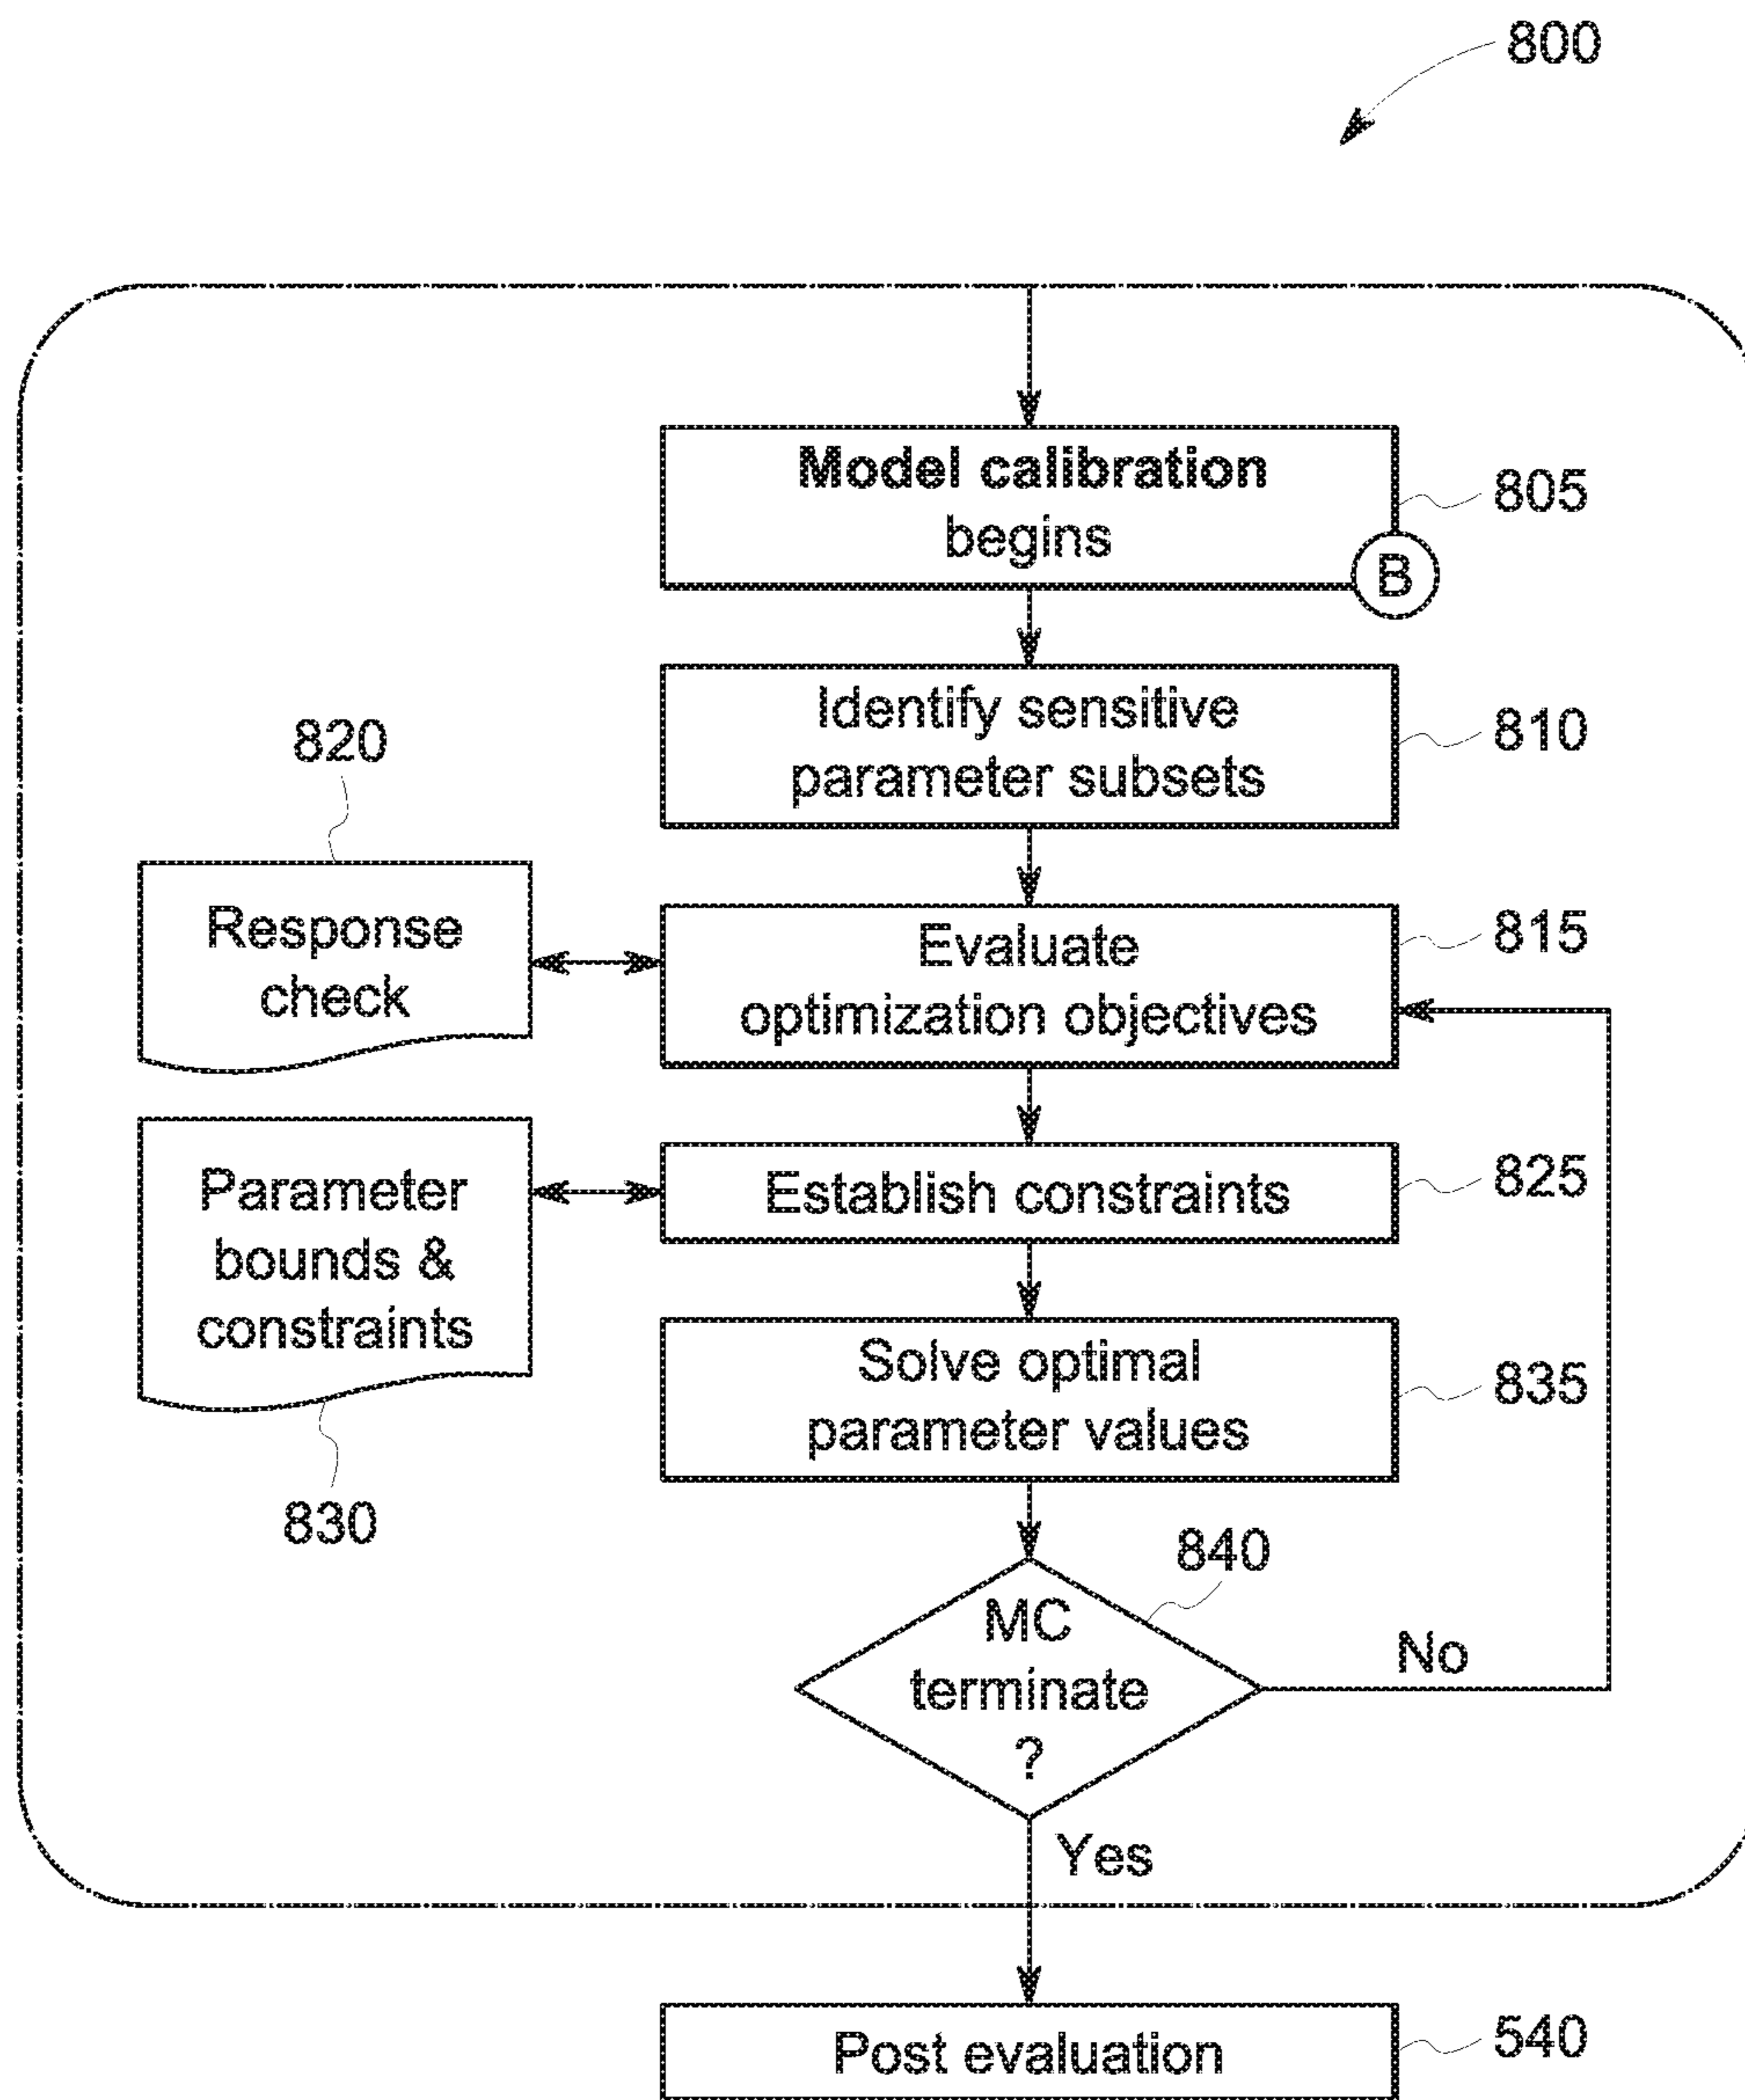 800
Model calibration
begins
805
B
Identify sensitive
parameter subsets
810
820
Response
check
Evaluate
optimization objectives
815
Parameter
bounds &
constraints
830
Establish constraints
825
Solve optimal
parameter values
835
840
MC
terminate
?
No
Yes
Post evaluation
540